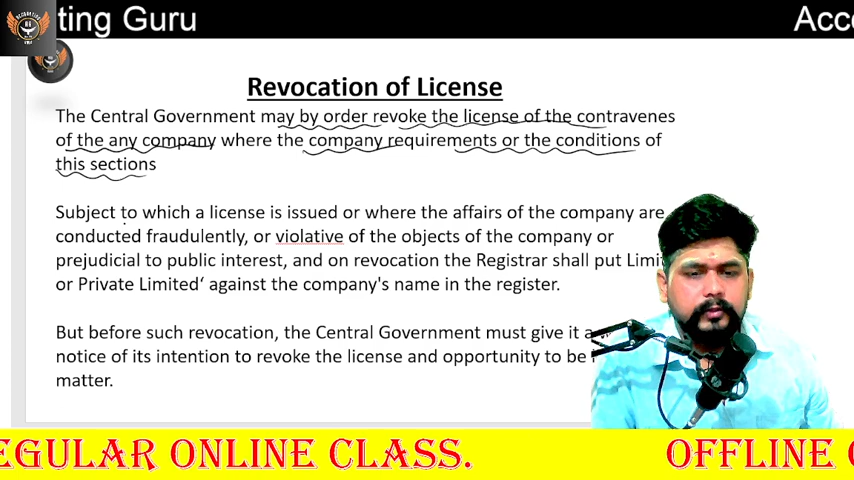 ting Guru
Acco
Revocation of License
The Central Government may by order revoke the license of the contravenes
of the any company where the company requirements or the conditions of
this sections
Subject to which a license is issued or where the affairs of the company are
conducted fraudulently, or violative of the objects of the company or
prejudicial to public interest, and on revocation the Registrar shall put Limit
or Private Limited‘ against the company's name in the register.
But before such revocation, the Central Government must give it a
notice of its intention to revoke the license and opportunity to be
matter.
EGULAR ONLINE CLASS.
OFFLINE C